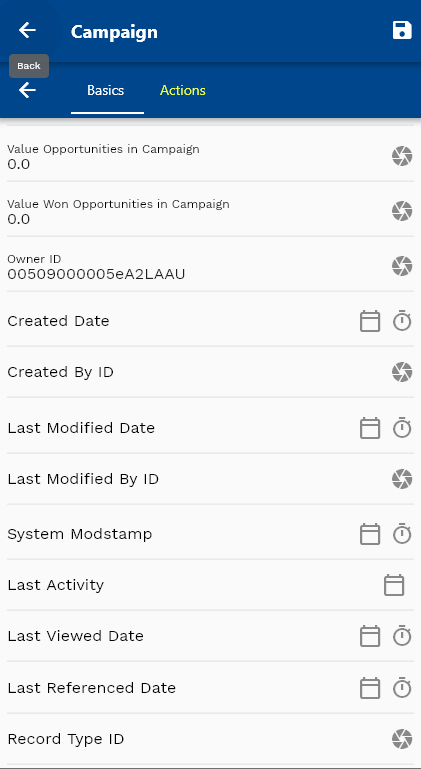 Campaign
Back
Basics
Actions
Value Opportunities in Campaign
0.0
Value Won Opportunities in Campaign
0.0
Owner ID
00509000005eA2LAAU
Created Date
Created By ID
Last Modified Date
Last Modified By ID
System Modstamp
Last Activity
Last Viewed Date
Last Referenced Date
Record Type ID